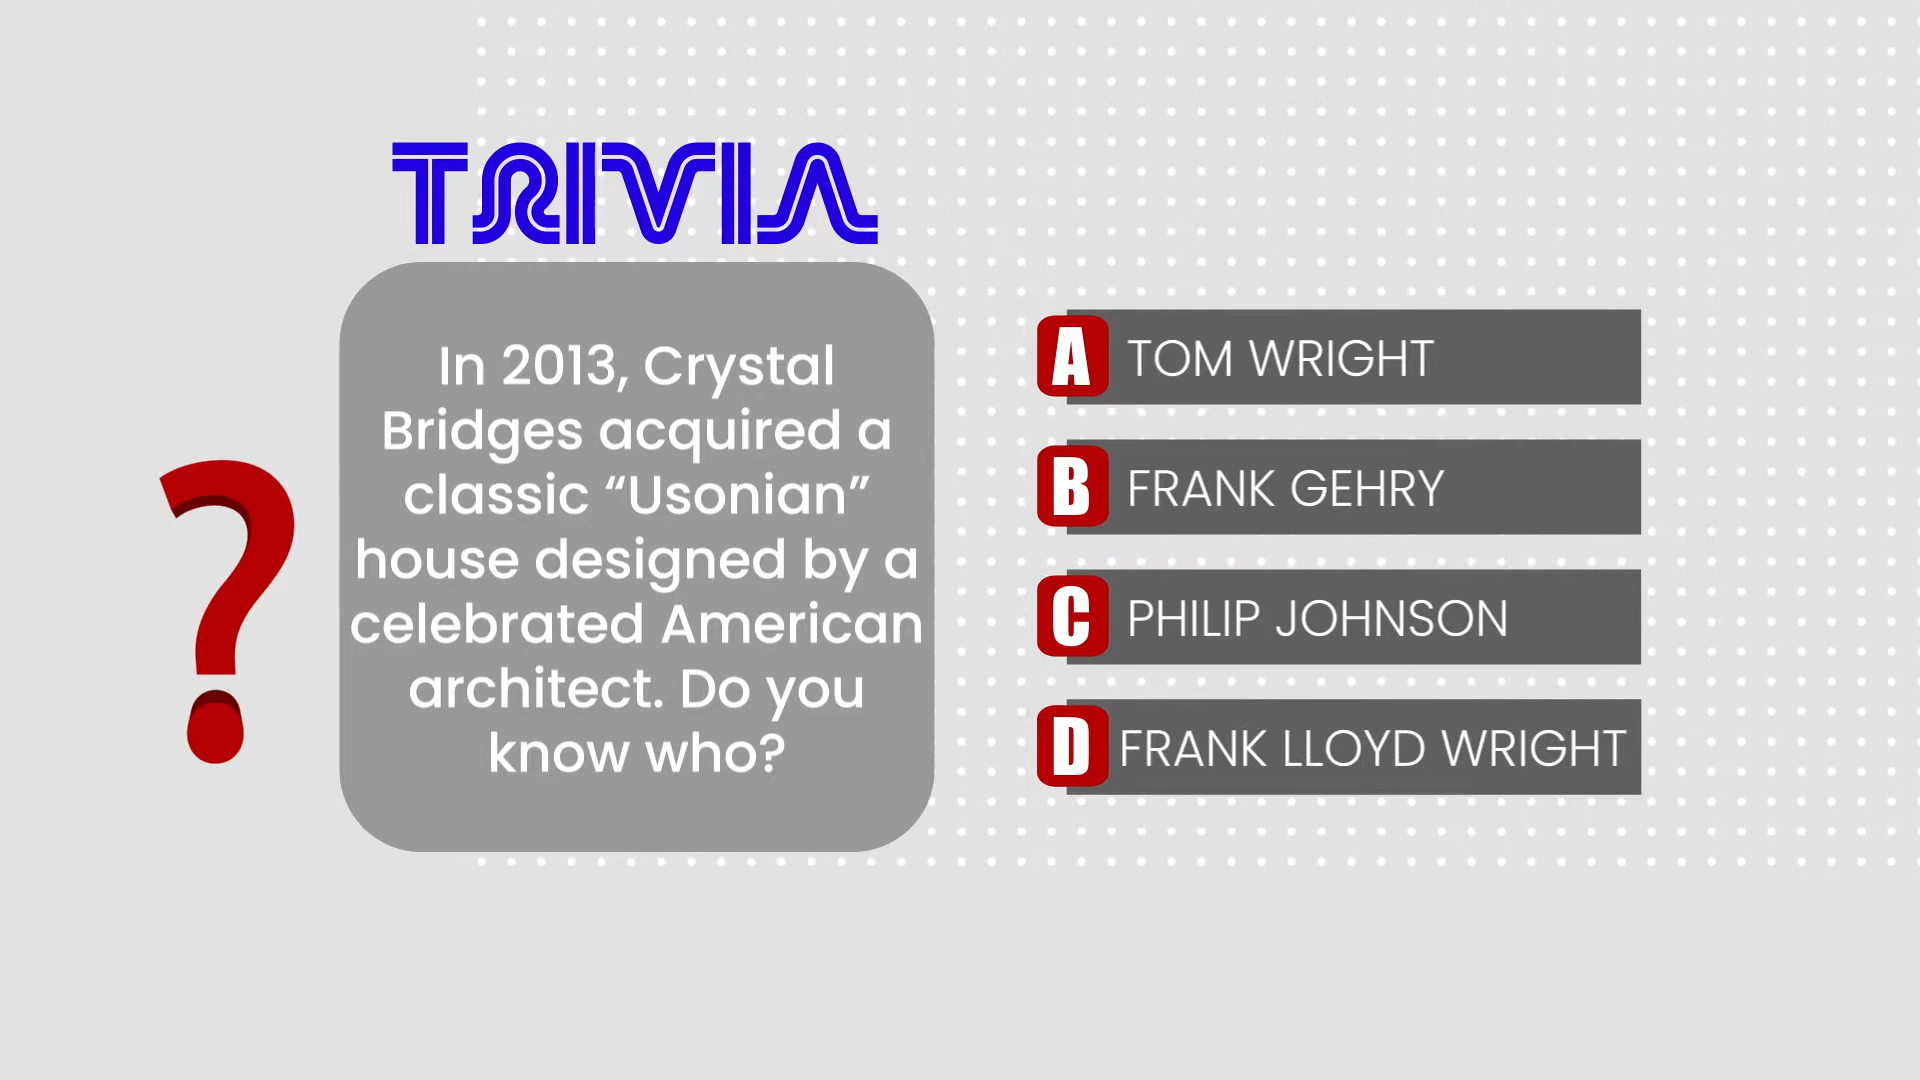 TRIVIA
In 2013, Crystal
Bridges acquired a
classic “Usonian”
house designed by a
celebrated American
architect. Do you
know who?
?
A TOM WRIGHT
B FRANK GEHRY
C PHILIP JOHNSON
D FRANK LLOYD WRIGHT